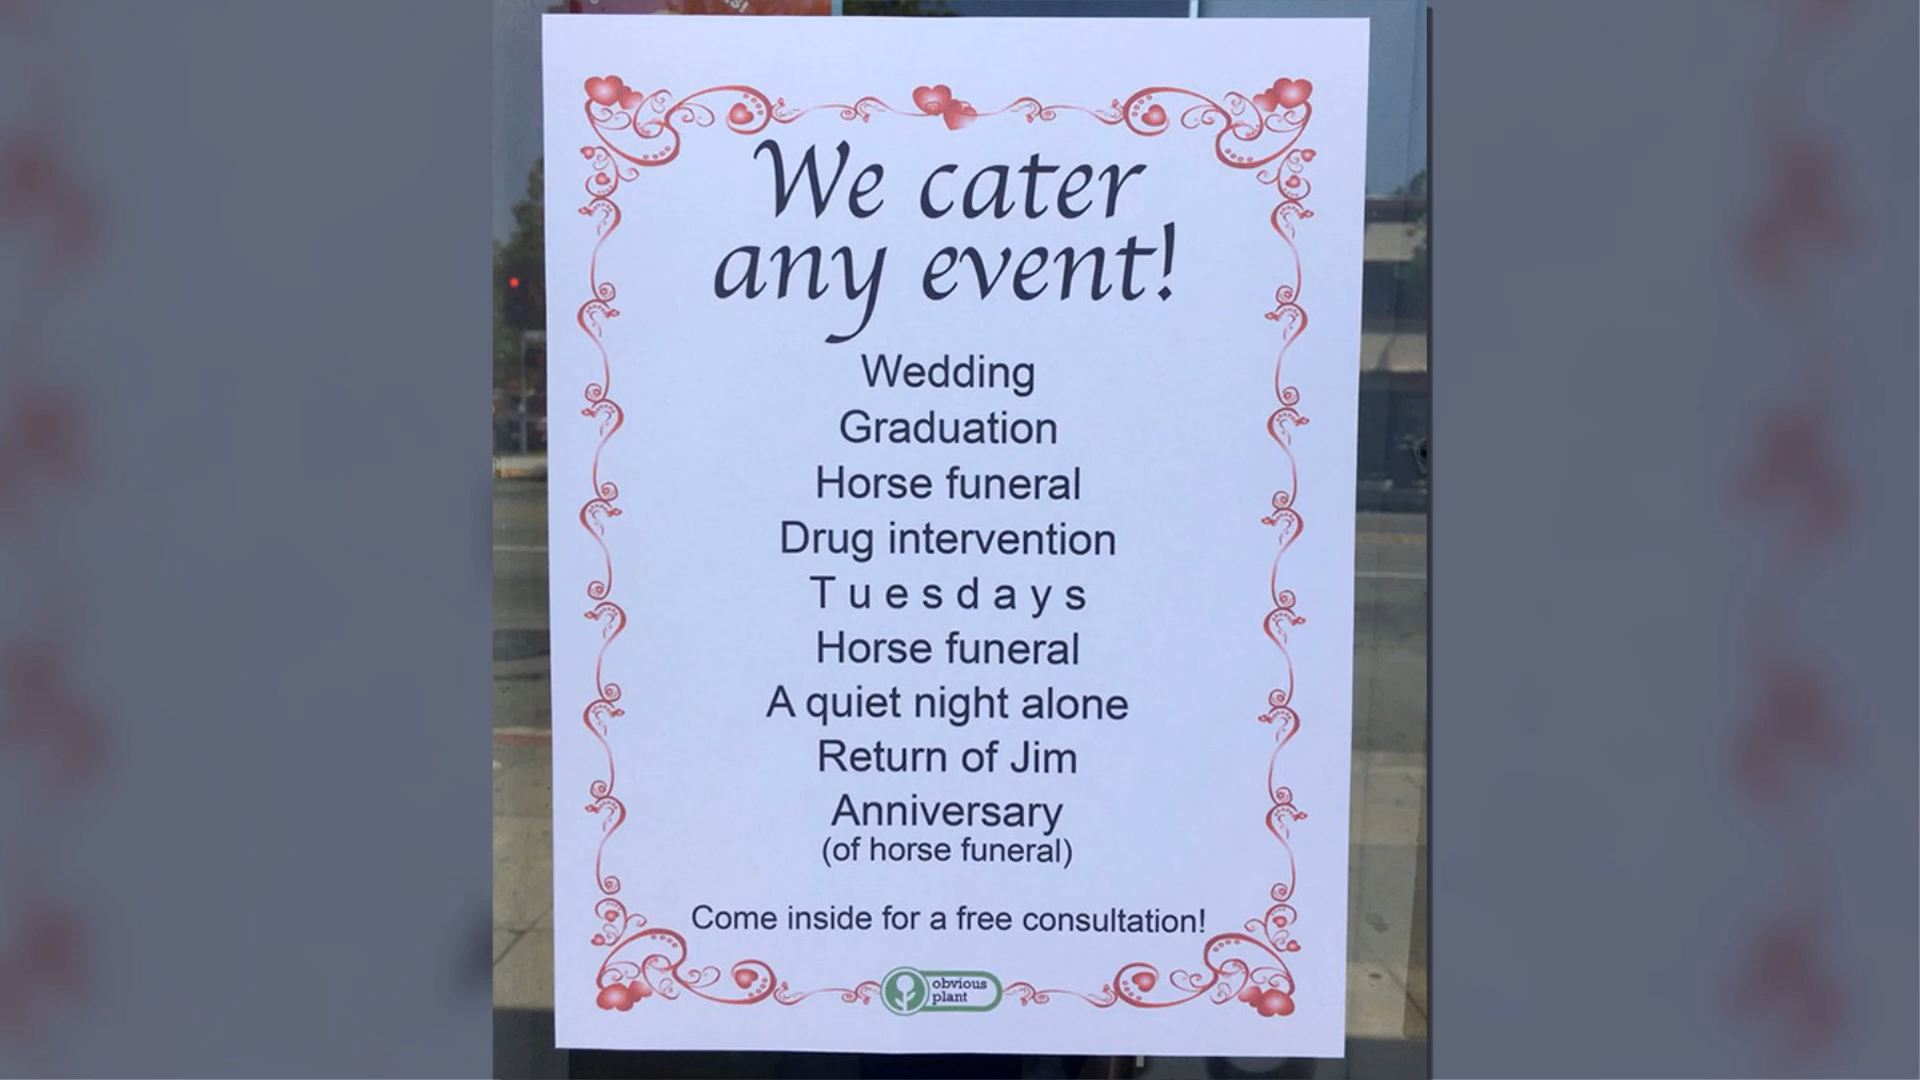 We cater
any event!
Wedding
Graduation
Horse funeral
Drug intervention
Tuesdays
Horse funeral
A quiet night alone
Return of Jim
Anniversary
(of horse funeral)
Come inside for a free consultation!
obvious
plant